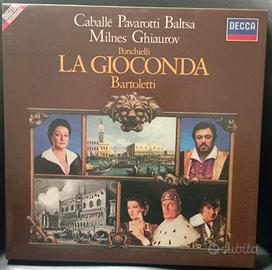 Caballé Pavarotti Baltsa
Milnes Ghiaurov
DECCA
Ponchielli
LA GIOCONDA
Bartoletti
subito